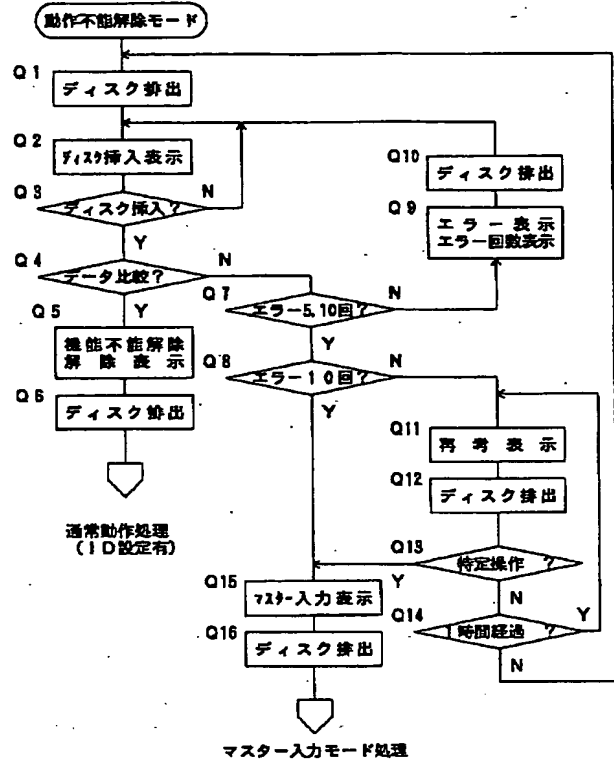 動作不能解除モード
Q1
ディスク排出
Q2
ディスク挿入表示
Q3
ディスク挿入？
N
Y
Q4
データ比較？
N
Y
Q5
機能不能解除
解除表示
Q6
ディスク排出
通常動作処理
（ID設定有）
Q7
エラー5,10回？
N
Y
Q8
エラー10回？
N
Y
Q10
ディスク排出
Q9
エラー表示
エラー回数表示
Q11
再考表示
Q12
ディスク排出
Q13
特定操作？
Y
N
Q14
1時間経過？
Y
N
Q15
マスター入力表示
Q16
ディスク排出
マスター入力モード処理